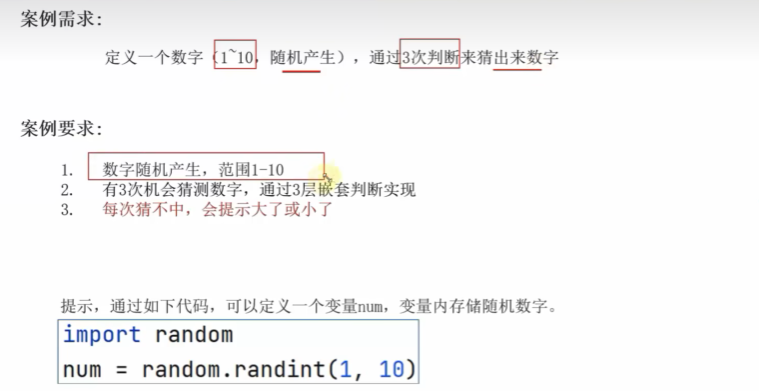 案例需求：
定义一个数字（1~10，随机产生），通过3次判断来猜出来数字
案例要求：
1. 数字随机产生，范围1-10
2. 有3次机会猜测数字，通过3层嵌套判断实现
3. 每次猜不中，会提示大了或小了
提示，通过如下代码，可以定义一个变量num，变量内存储随机数字。
import random
num = random.randint(1, 10)